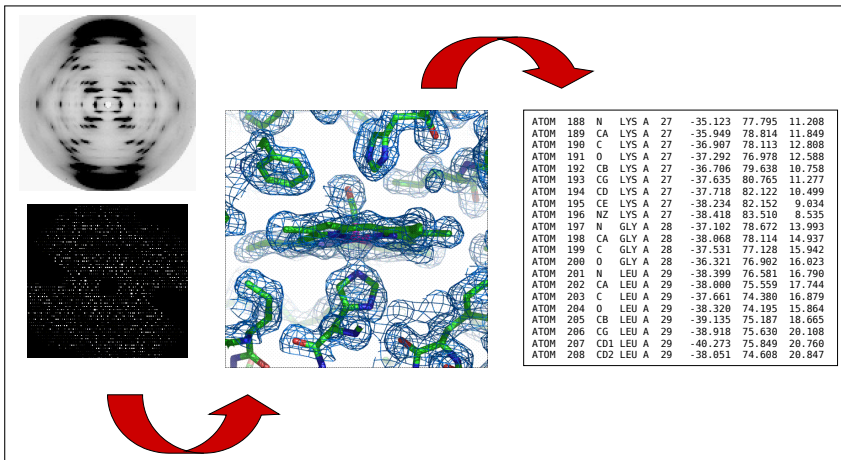 ATOM 188 N LYS A 27 -35.123 77.795 11.208
ATOM 189 CA LYS A 27 -35.949 78.814 11.849
ATOM 190 C LYS A 27 -36.907 78.113 12.808
ATOM 191 O LYS A 27 -37.292 76.978 12.588
ATOM 192 CB LYS A 27 -36.706 79.638 10.758
ATOM 193 CG LYS A 27 -37.635 80.765 11.277
ATOM 194 CD LYS A 27 -37.718 82.122 10.499
ATOM 195 CE LYS A 27 -38.234 82.152 9.034
ATOM 196 NZ LYS A 27 -38.418 83.510 8.535
ATOM 197 N GLY A 28 -37.102 78.672 13.993
ATOM 198 CA GLY A 28 -38.068 78.114 14.937
ATOM 199 C GLY A 28 -37.531 77.128 15.942
ATOM 200 O GLY A 28 -36.321 76.902 16.023
ATOM 201 N LEU A 29 -38.399 76.581 16.790
ATOM 202 CA LEU A 29 -38.000 75.559 17.744
ATOM 203 C LEU A 29 -37.661 74.380 16.879
ATOM 204 O LEU A 29 -38.320 74.195 15.864
ATOM 205 CB LEU A 29 -39.135 75.187 18.665
ATOM 206 CG LEU A 29 -38.918 75.630 20.108
ATOM 207 CD1 LEU A 29 -40.273 75.849 20.760
ATOM 208 CD2 LEU A 29 -38.051 74.608 20.847